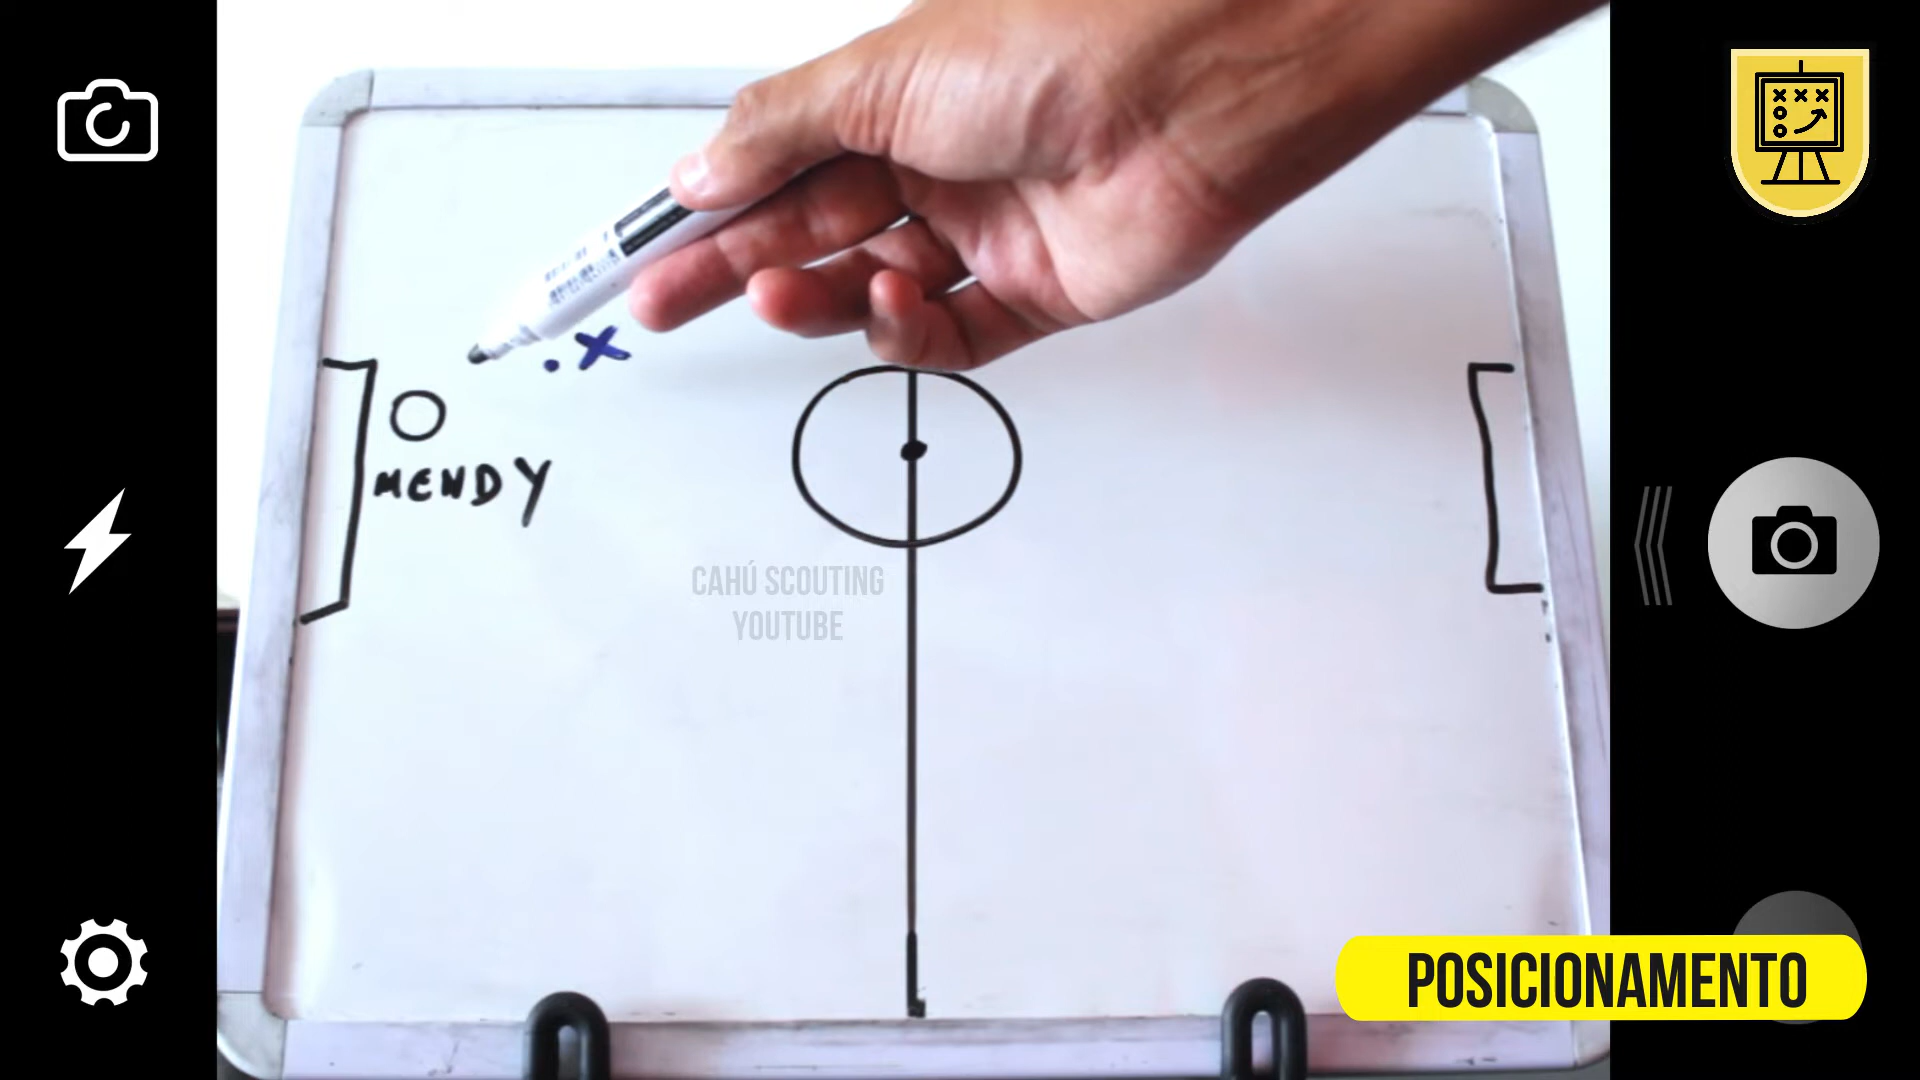 X
MENDY
CAHÚ SCOUTING
YOUTUBE
POSICIONAMENTO